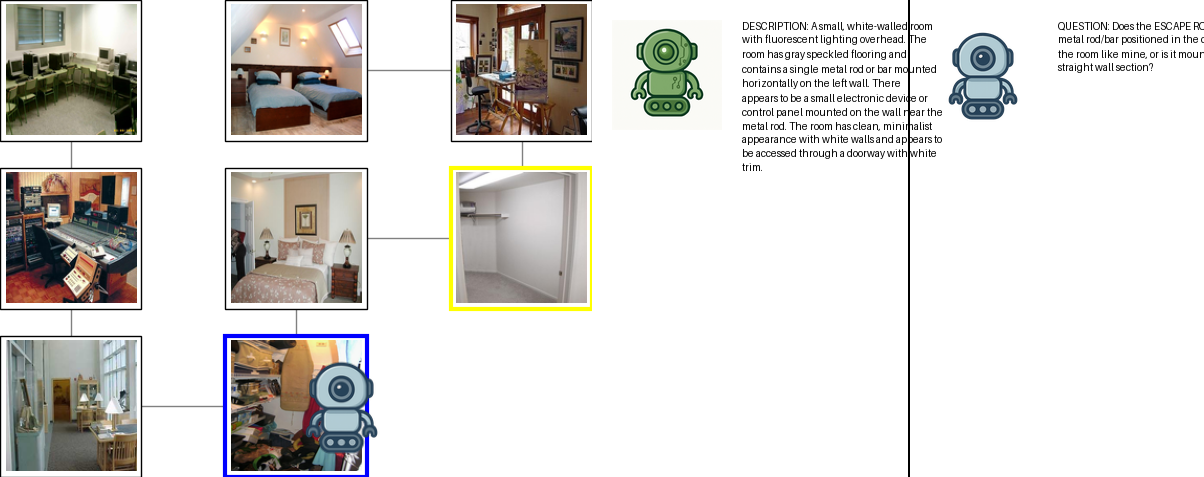 DESCRIPTION: A small, white-walled room
with fluorescent lighting overhead. The
room has gray speckled flooring and
contains a single metal rod or bar mounted
horizontally on the left wall. There
appears to be a small electronic device or
control panel mounted on the wall near the
metal rod. The room has clean, minimalist
appearance with white walls and appears to
be accessed through a doorway with white
trim.
QUESTION: Does the ESCAPE RO
metal rod/bar positioned in the c
the room like mine, or is it moun
straight wall section?